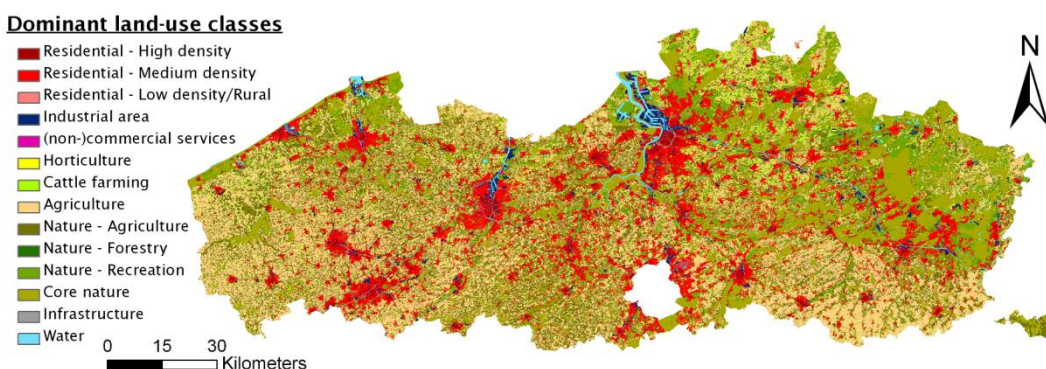 Dominant land-use classes
Residential - High density
Residential - Medium density
Residential - Low density/Rural
Industrial area
(non-)commercial services
Horticulture
Cattle farming
Agriculture
Nature - Agriculture
Nature - Forestry
Nature - Recreation
Core nature
Infrastructure
Water
N
0 15 30
Kilometers